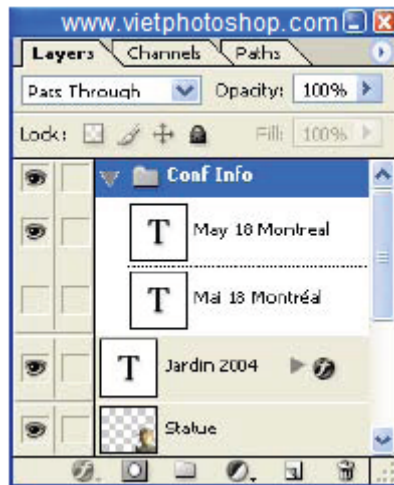 www.vietphotoshop.com
Layers Channels Paths
Pass Through Opacity: 100%
Lock: Fill: 100%
Conf Info
T May 18 Montreal
T Mai 18 Montréal
T Jardin 2004
Statue